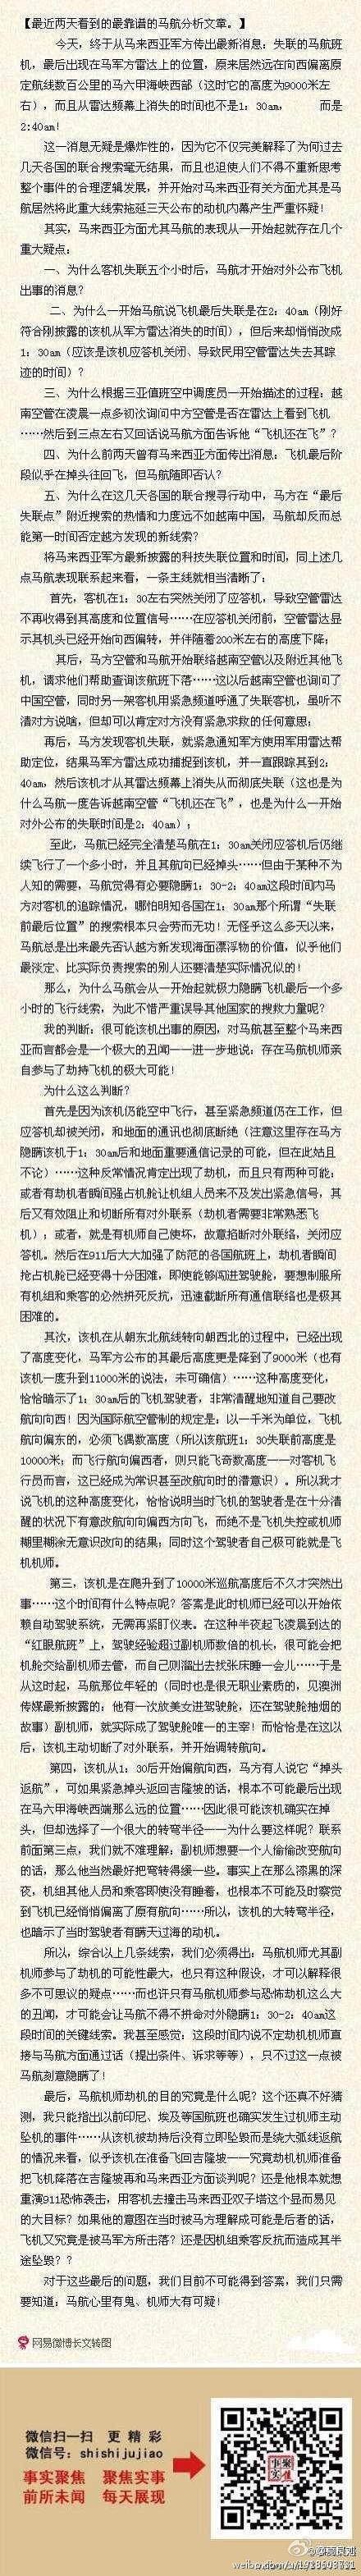 【最近两天看到的最靠谱的马航分析文章。】
今天，终于从马来西亚军方传出最新消息：失联的马航班
机，最后出现在马军方雷达上的位置，原来居然远在向西偏离原
定航线数百公里的马六甲海峡西部（这时它的高度为9000米左
右），而且从雷达频幕上消失的时间也不是1：30am， 而是
2:40am！
这一消息无疑是爆炸性的，因为它不仅完美解释了为何过去
几天各国的联合搜索毫无结果，而且也迫使人们不得不重新思考
整个事件的合理逻辑发展，并开始对马来西亚有关方面尤其是马
航居然将此重大线索拖延三天公布的动机内幕产生严重怀疑！
其实，马来西亚方面尤其马航的表现从一开始起就存在几个
重大疑点：
一、为什么客机失联五个小时后，马航才开始对外公布飞机
出事的消息？
二、为什么一开始马航说飞机最后失联是在2：40am（刚好
符合刚披露的该机从军方雷达消失的时间），但后来却悄悄改成
1：30am（应该是该机应答机关闭、导致民用空管雷达失去其踪
迹的时间）？
三、为什么根据三亚值班空中调度员一开始描述的过程：越
南空管在凌晨一点多初次询问中方空管是否在雷达上看到飞机
……然后到三点左右又回话说马航方面告诉他“飞机还在飞”？
四、为什么前两天曾有马来西亚方面传出消息：飞机最后阶
段似乎在掉头往回飞，但马航随即否认？
五、为什么在这几天各国的联合搜寻行动中，马方在“最后
失联点”附近搜索的热情和力度远不如越南中国，马航却反而总
能第一时间否定越方发现的新线索？
将马来西亚军方最新披露的科技失联位置和时间，同上述几
点马航表现联系起来看，一条主线就相当清晰了：
首先，客机在1：30左右突然关闭了应答机，导致空管雷达
不再收得到其高度和位置信号……在应答机关闭前，空管雷达显
示其机头已经开始向西偏转，并伴随着200米左右的高度下降；
其后，马方空管和马航开始联络越南空管以及附近其他飞
机，请求他们帮助查询该航班下落……这以后越南空管也询问了
中国空管，同时另一架客机用紧急频道呼通了失联客机，虽听不
清对方说啥，但却可以肯定对方没有紧急求救的任何意思；
再后，马方发现客机失联，就紧急通知军方使用军用雷达帮
助定位，结果马军方雷达成功捕捉到该机，并一直跟踪其到2：
40am，然后该机才从其雷达频幕上消失从而彻底失联（这也是为
什么马航一度告诉越南空管“飞机还在飞”，也是为什么一开始
对外公布的失联时间是2：40am）；
至此，马航已经完全清楚马航在1：30am关闭应答机后仍继
续飞行了一个多小时，并且其航向已经掉头……但由于某种不为
人知的需要，马航觉得有必要隐瞒1：30-2：40am这段时间内马
方对客机的追踪情况，哪怕明知各国在1：30am那个所谓“失联
前最后位置”的搜索根本只会劳而无功！无怪乎这么多天以来，
马航总是出来最先否认越方新发现海面漂浮物的价值，似乎他们
最淡定、比实际负责搜索的别人还要清楚实际情况似的！
那么，为什么马航会从一开始起就极力隐瞒飞机最后一个多
小时的飞行线索，为此不惜严重误导其他国家的搜救力量呢？
我的判断：很可能该机出事的原因，对马航甚至整个马来西
亚而言都会是一个极大的丑闻——进一步地说：存在马航机师亲
自参与了劫持飞机的极大可能！
为什么这么判断？
首先是因为该机仍能空中飞行，甚至紧急频道仍在工作，但
应答机却被关闭，和地面的通讯也彻底断绝（注意这里存在马方
隐瞒该机于1：30am后和地面重要通信记录的可能，但在此姑且
不论）……这种反常情况肯定出现了劫机，而且只有两种可能：
或者有劫机者瞬间强占机舱让机组人员来不及发出紧急信号，其
后又有效阻止和切断所有对外联系（劫机者需要非常熟悉飞
机）；或者，就是有机师自己使坏，故意掐断对外联络，关闭应
答机。然后在911后大大加强了防范的各国航班上，劫机者瞬间
抢占机舱已经变得十分困难，即使能够闯进驾驶舱，要想制服所
有机组和乘客的必然拼死反抗，迅速截断所有通信联络也是极其
困难的。
其次，该机在从朝东北航线转向朝西北的过程中，已经出现
了高度变化，马军方公布的其最后高度更是降到了9000米（也有
该机一度升到11000米的说法，未可确信）……这种高度变化，
恰恰暗示了1：30am后的飞机驾驶者，非常清醒地知道自己要改
航向向西！因为国际航空管制的规定是：以一千米为单位，飞机
航向偏东的，必须飞偶数高度（所以该航班1：30失联前高度是
10000米；而飞行航向偏西者，则只能飞奇数高度——对客机飞
行员而言，这已经成为常识甚至改航向时的潜意识）。所以我才
说飞机的这种高度变化，恰恰说明当时飞机的驾驶者是在十分清
醒的状况下有意改航向向偏西方向飞，而绝不是飞机失控或机师
糊里糊涂无意识改向的结果；同时这个驾驶者自己极可能就是飞
机机师。
第三，该机是在爬升到了10000米巡航高度后不久才突然出
事……这个时间有什么特点呢？答案是此时机师已经可以开始依
赖自动驾驶系统，无需再紧盯仪表。在这种半夜起飞凌晨到达的
“红眼航班”上，驾驶经验超过副机师数倍的机长，很可能会把
机舱交给副机师去管，而自己则溜出去找张床睡一会儿……于是
从这时起，马航那位年轻的（同时也是很无职业素质的，见澳洲
传媒最新披露的：他有一次放美女进驾驶舱，还在驾驶舱抽烟的
故事）副机师，就实际成了驾驶舱唯一的主宰！而恰恰是在这以
后，该机主动切断了对外联系，并开始调转航向。
第四，该机从1：30后开始偏航向西，马方有人说它“掉头
返航”，可如果紧急掉头返回吉隆坡的话，根本不可能最后出现
在马六甲海峡西端那么远的位置……因此很可能该机确实在掉
头，但却选择了一个很大的转弯半径——为什么要这样呢？联系
前面第三点，我们就不难理解：副机师想要一个人偷偷改变航向
的话，那么他当然最好把弯转得缓一些。事实上在那么漆黑的深
夜，机组其他人员和乘客即使没有睡着，也根本不可能及时察觉
到飞机已经悄悄偏离了原有航向……所以，该机的大转弯半径，
也暗示了当时驾驶者有瞒天过海的动机。
所以，综合以上几条线索，我们必须得出：马航机师尤其副
机师参与了劫机的可能性最大，也只有这种假设，才可以解释很
多不可思议的疑点……而也许只有马航机师参与恐怖劫机这么大
的丑闻，才可能会让马航不得不拼命对外隐瞒1：30-2：40am这
段时间的关键线索。我甚至感觉：这段时间内说不定劫机机师直
接与马航方面通过话（提出条件、诉求等等），只不过这一点被
马航刻意隐瞒了！
最后，马航机师劫机的目的究竟是什么呢？这个还真不好猜
测，我只能指出以前印尼、埃及等国航班也确实发生过机师主动
坠机的事件……从该机被劫持后没有立即坠毁而是绕大弧线返航
的情况来看，似乎该机在准备飞回吉隆坡——究竟劫机机师准备
把飞机降落在吉隆坡再和马来西亚方面谈判呢？还是他根本就想
重演911恐怖袭击，用客机去撞击马来西亚双子塔这个显而易见
的大目标？如果他的意图在当时被马方理解成可能是后者的话，
飞机又究竟是被马军方所击落？还是因机组乘客反抗而造成其半
途坠毁？？
对于这些最后的问题，我们目前不可能得到答案，我们只需
要知道：马航心里有鬼、机师大有可疑！
网易微博长文转图
微信扫一扫 更 精 彩
微信号：shishijujiao
事实聚焦 聚焦实事
前所未闻 每天展现
聚焦
事实